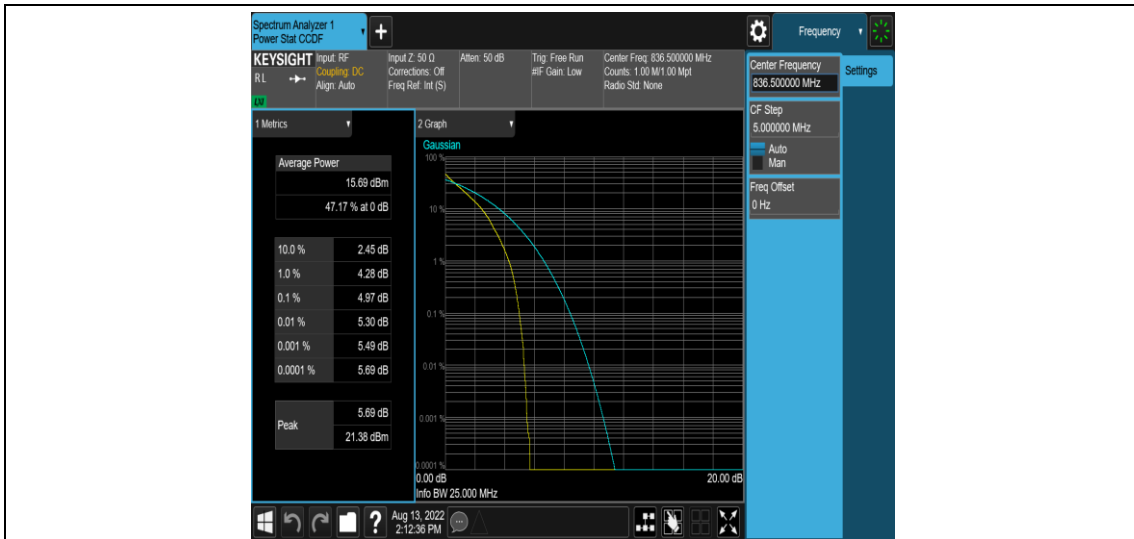 Spectrum Analyzer 1
Power Stat CCDF
+
Frequency
KEYSIGHT
RL
LXI
Input: RF
Coupling: DC
Align: Auto
Input Z: 50 Ω
Corrections: Off
Freq Ref: Int (S)
Atten: 50 dB
Trig: Free Run
#IF Gain: Low
Center Freq: 836.500000 MHz
Counts: 1.00 M/1.00 Mpt
Radio Std: None
Center Frequency
836.500000 MHz
Settings
CF Step
5.000000 MHz
Auto
Man
Freq Offset
0 Hz
1 Metrics
Average Power
15.69 dBm
47.17 % at 0 dB
10.0 % 2.45 dB
1.0 % 4.28 dB
0.1 % 4.97 dB
0.01 % 5.30 dB
0.001 % 5.49 dB
0.0001 % 5.69 dB
Peak
5.69 dB
21.38 dBm
2 Graph
Gaussian
100 %
10 %
1 %
0.1 %
0.01 %
0.001 %
0.0001 %
0.00 dB 20.00 dB
Info BW 25.000 MHz
?
Aug 13, 2022
2:12:36 PM